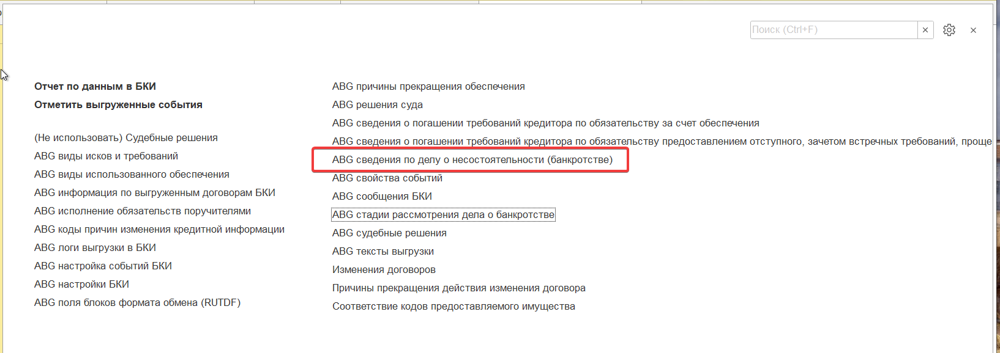 Поиск (Ctrl+F)
Отчет по данным в БКИ
Отметить выгруженные события
(Не использовать) Судебные решения
ABG виды исков и требований
ABG виды использованного обеспечения
ABG информация по выгруженным договорам БКИ
ABG исполнение обязательств поручителями
ABG коды причин изменения кредитной информации
ABG логи выгрузки в БКИ
ABG настройка событий БКИ
ABG настройки БКИ
ABG поля блоков формата обмена (RUTDF)
ABG причины прекращения обеспечения
ABG решения суда
ABG сведения о погашении требований кредитора по обязательству за счет обеспечения
ABG сведения о погашении требований кредитора по обязательству предоставлением отступного, зачетом встречных требований, проще
ABG сведения по делу о несостоятельности (банкротстве)
ABG свойства событий
ABG сообщения БКИ
ABG стадии рассмотрения дела о банкротстве
ABG судебные решения
ABG тексты выгрузки
Изменения договоров
Причины прекращения действия изменения договора
Соответствие кодов предоставляемого имущества